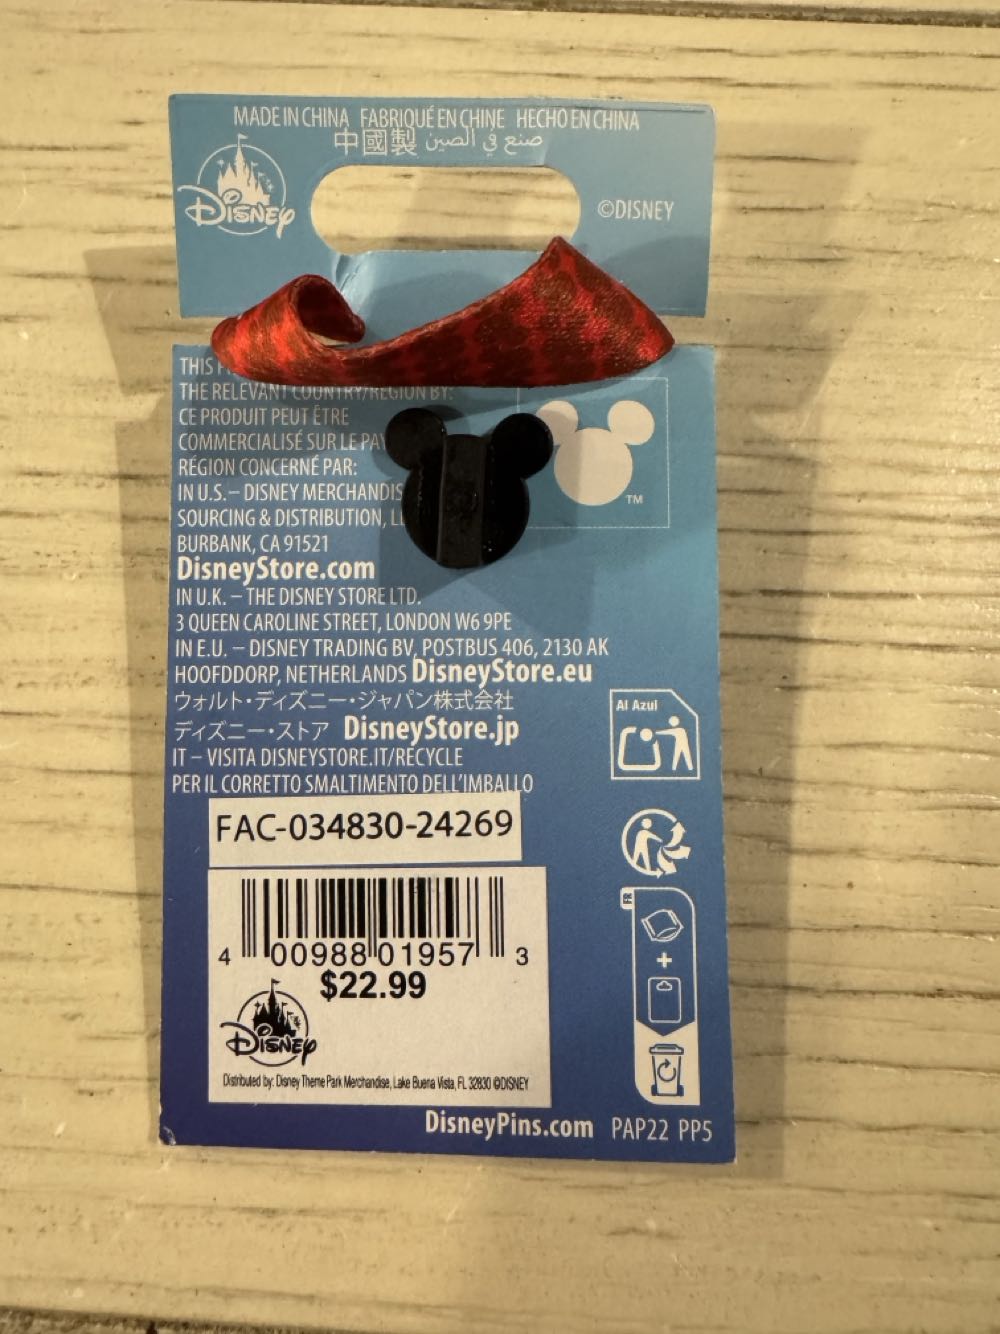 MADE IN CHINA FABRIQUÉ EN CHINE HECHO EN CHINA
中國製 صنع في الصين
Disney
©DISNEY
THIS
THE RELEVANT COUNTRY/REGION BY:
CE PRODUIT PEUT ÊTRE
COMMERCIALISÉ SUR LE
RÉGION CONCERNÉ PAR:
IN U.S. – DISNEY
SOURCING & DISTRIBUTION,
BURBANK, CA 91521
TM
DisneyStore.com
IN U.K. – THE DISNEY STORE LTD.
3 QUEEN CAROLINE STREET, LONDON W6 9PE
IN E.U. – DISNEY TRADING BV, POSTBUS 406, 2130 AK
HOOFDDORP, NETHERLANDS DisneyStore.eu
ウォルト・ディズニー・ジャパン株式会社
ディズニー・ストア DisneyStore.jp
IT – VISITA DISNEYSTORE.IT/RECYCLE
PER IL CORRETTO SMALTIMENTO DELL'IMBALLO
Al Azul
FAC-034830-24269
4 00988 01957 3
$22.99
Disney
Distributed by: Disney Theme Park Merchandise, Lake Buena Vista, FL 32830 ©DISNEY
FR
+
DisneyPins.com PAP22 PP5